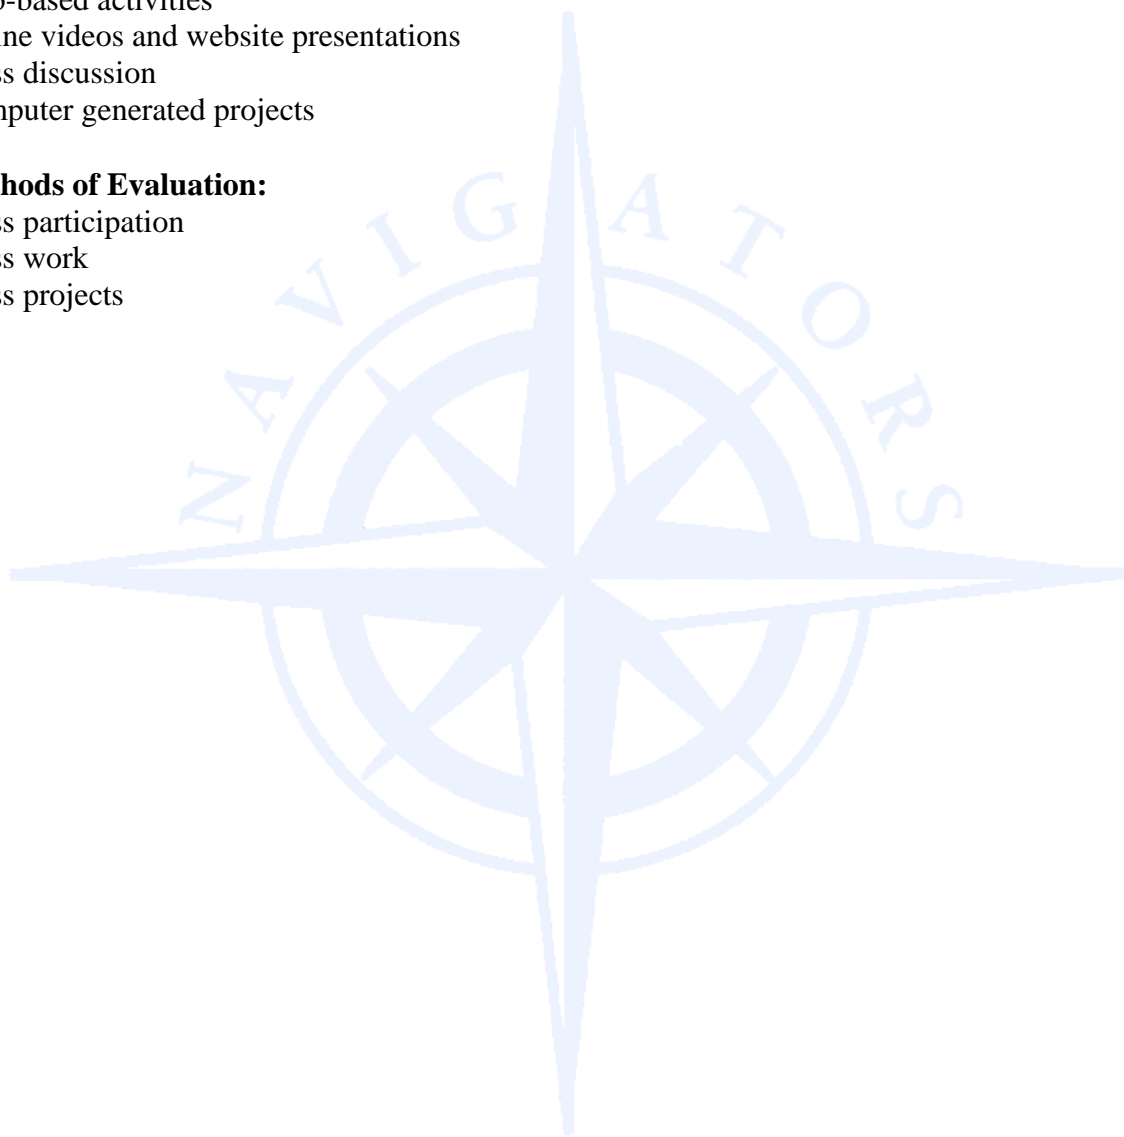 -based activities
ine videos and website presentations
ss discussion
nputer generated projects
hods of Evaluation:
ss participation
ss work
ss projects
NAVIGATORS